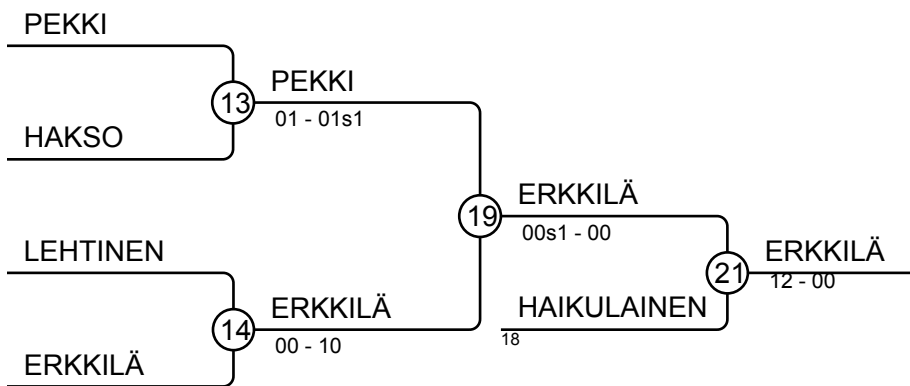 PEKKI
13
PEKKI
01 - 01s1
HAKSO
19
ERKKILÄ
00s1 - 00
LEHTINEN
21
ERKKILÄ
12 - 00
14
ERKKILÄ
00 - 10
HAIKULAINEN
18
ERKKILÄ